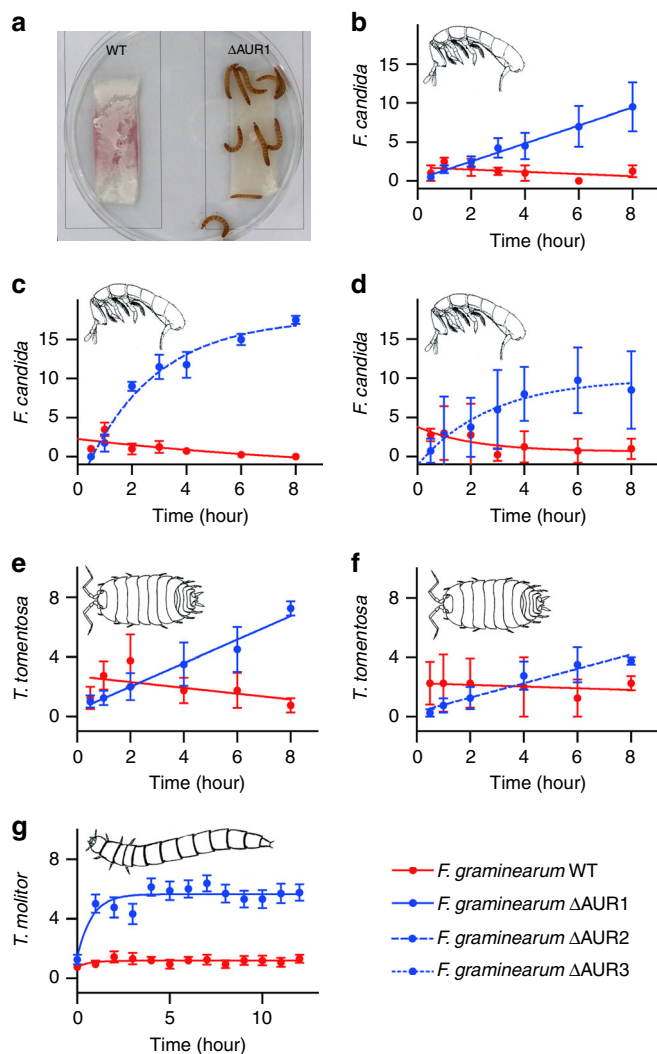 a
WT
ΔAUR1
b
F. candida
15
10
5
0
0 2 4 6 8
Time (hour)
c
F. candida
15
10
5
0
0 2 4 6 8
Time (hour)
d
F. candida
15
10
5
0
0 2 4 6 8
Time (hour)
e
T. tomentosa
8
4
0
0 2 4 6 8
Time (hour)
f
T. tomentosa
8
4
0
0 2 4 6 8
Time (hour)
g
T. molitor
8
4
0
0 5 10
Time (hour)
F. graminearum WT
F. graminearum ΔAUR1
F. graminearum ΔAUR2
F. graminearum ΔAUR3